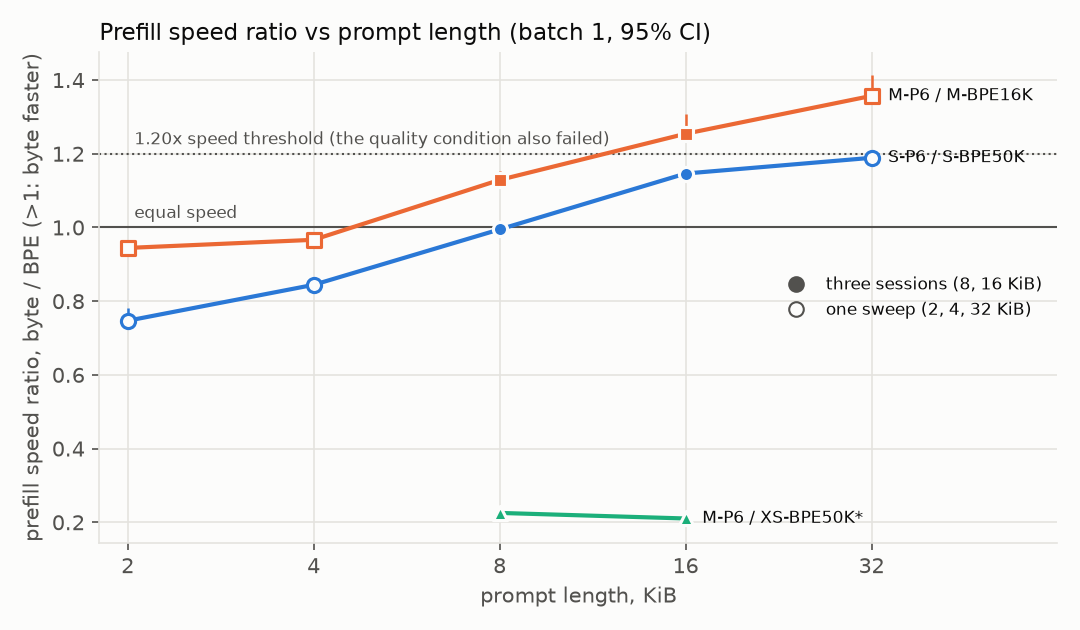 Prefill speed ratio vs prompt length (batch 1, 95% CI)
prefill speed ratio, byte / BPE (>1: byte faster)
1.4
1.2
1.0
0.8
0.6
0.4
0.2
M-P6 / M-BPE16K
1.20x speed threshold (the quality condition also failed)
S-P6 / S-BPE50K
equal speed
three sessions (8, 16 KiB)
one sweep (2, 4, 32 KiB)
M-P6 / XS-BPE50K*
2 4 8 16 32
prompt length, KiB